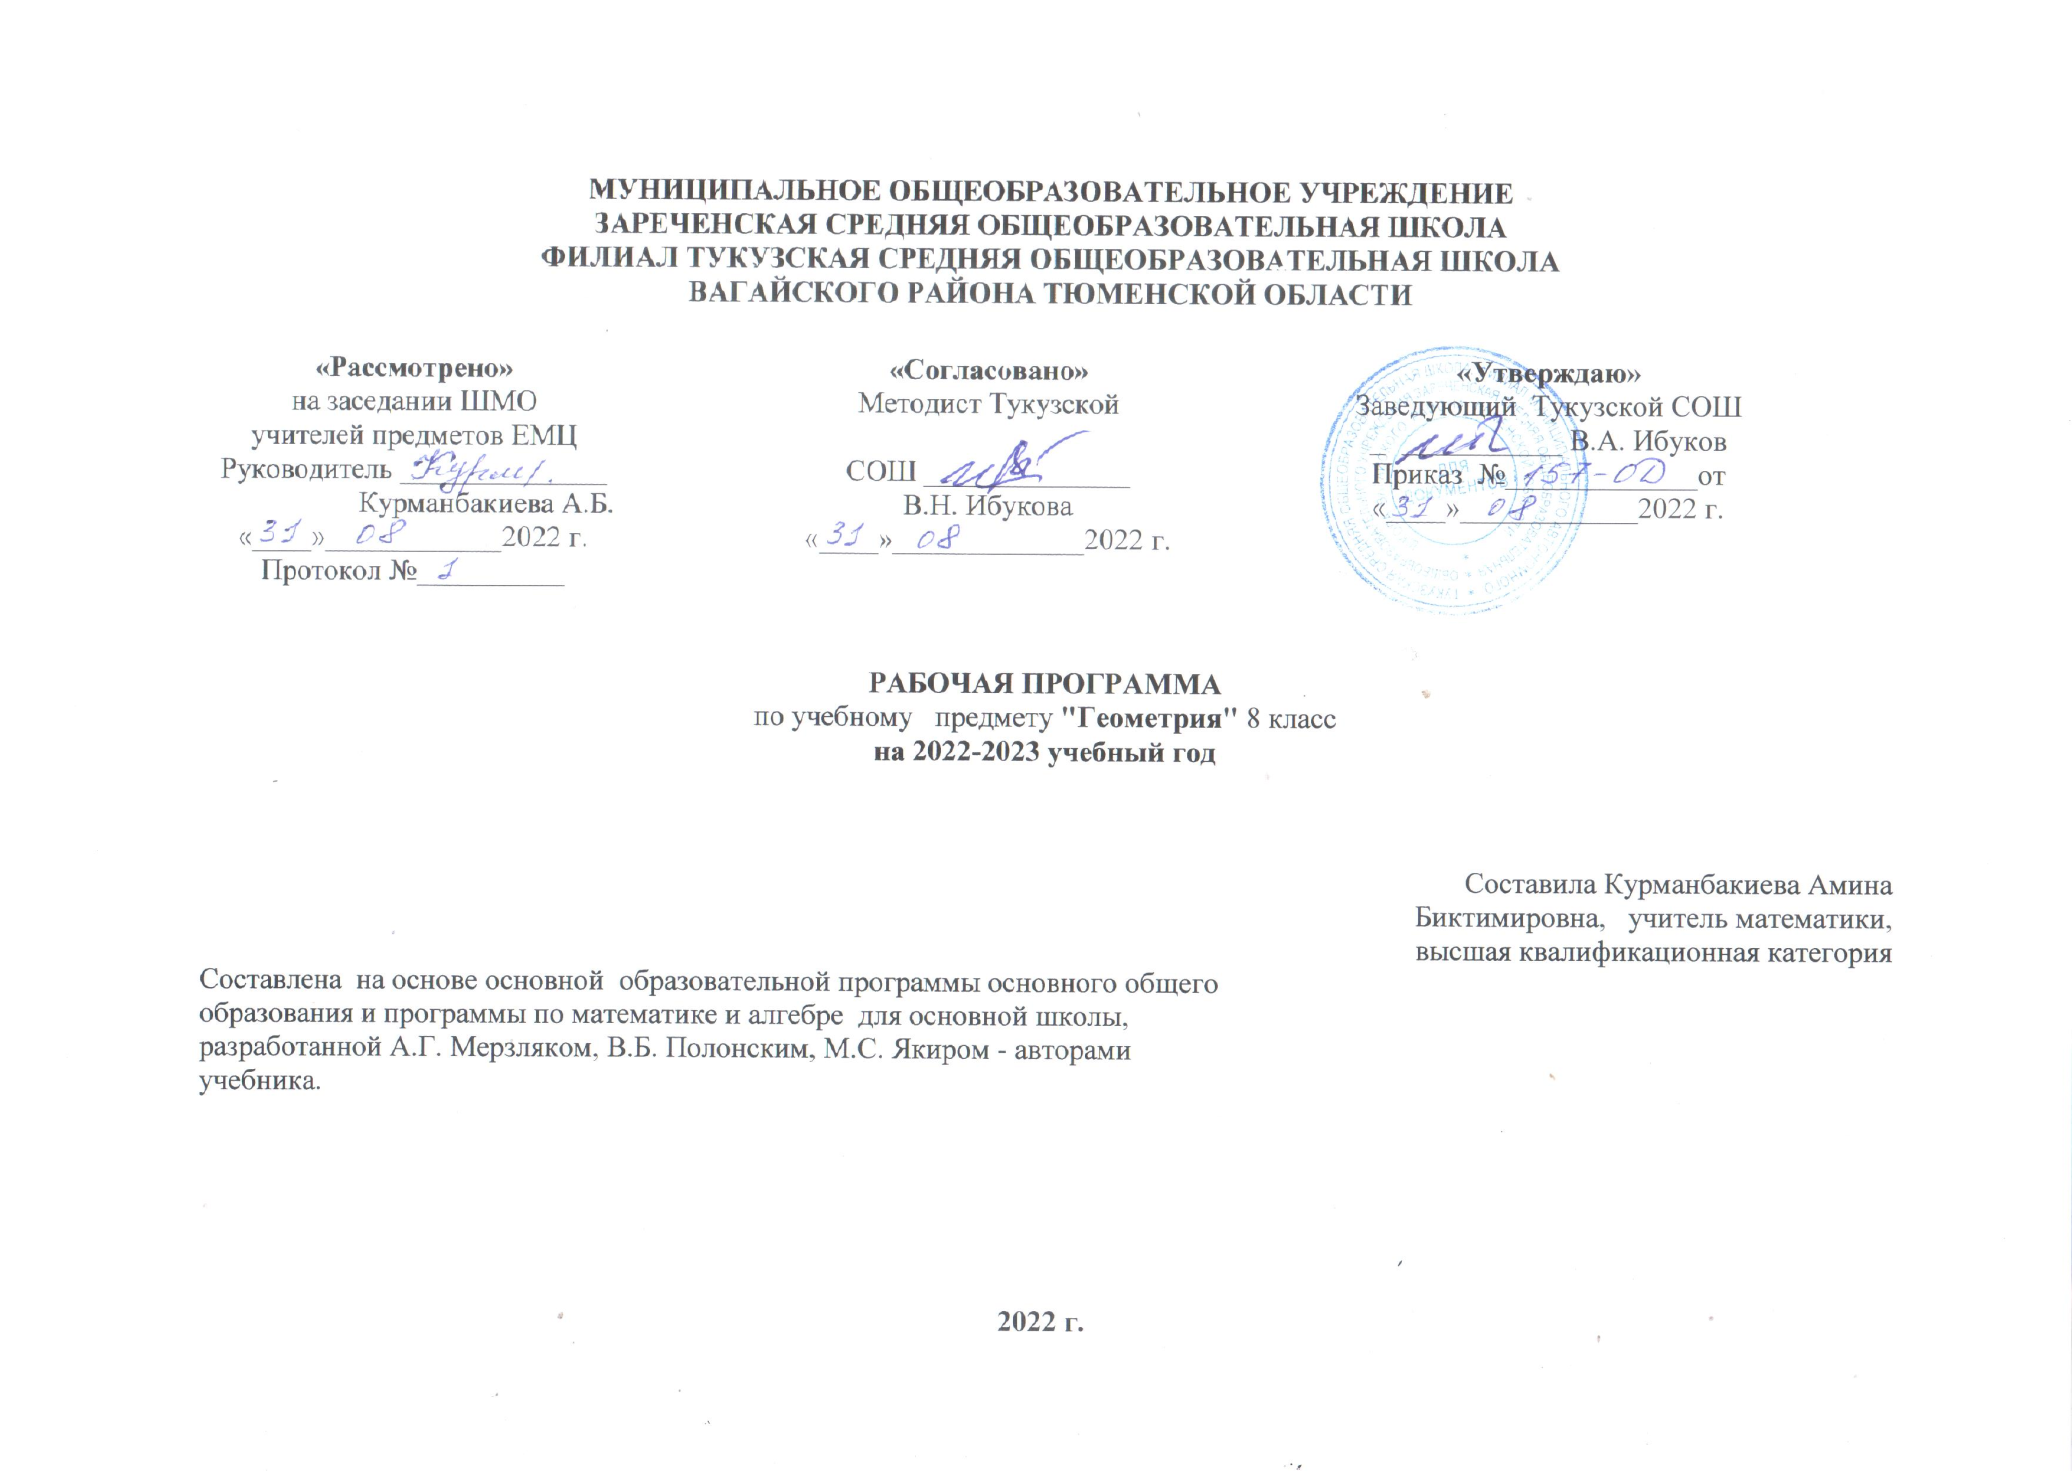 МУНИЦИПАЛЬНОЕ ОБЩЕОБРАЗОВАТЕЛЬНОЕ УЧРЕЖДЕНИЕ
ЗАРЕЧЕНСКАЯ СРЕДНЯЯ ОБЩЕОБРАЗОВАТЕЛЬНАЯ ШКОЛА
ФИЛИАЛ ТУКУЗСКАЯ СРЕДНЯЯ ОБЩЕОБРАЗОВАТЕЛЬНАЯ ШКОЛА
ВАГАЙСКОГО РАЙОНА ТЮМЕНСКОЙ ОБЛАСТИ
«Рассмотрено»
на заседании ШМО
учителей предметов ЕМЦ
Руководитель
Курманбакиева А.Б.
«31» 08 2022 г.
Протокол № 1
«Согласовано»
Методист Тукузской
СОШ
В.Н. Ибукова
«31» 08 2022 г.
«Утверждаю»
Заведующий Тукузской СОШ
В.А. Ибуков
Приказ № 157-ОД от
«31» 08 2022 г.
ДЛЯ
ДОКУМЕНТОВ
РАБОЧАЯ ПРОГРАММА
по учебному предмету "Геометрия" 8 класс
на 2022-2023 учебный год
Составила Курманбакиева Амина
Биктимировна, учитель математики,
высшая квалификационная категория
Составлена на основе основной образовательной программы основного общего
образования и программы по математике и алгебре для основной школы,
разработанной А.Г. Мерзляком, В.Б. Полонским, М.С. Якиром - авторами
учебника.
2022 г.